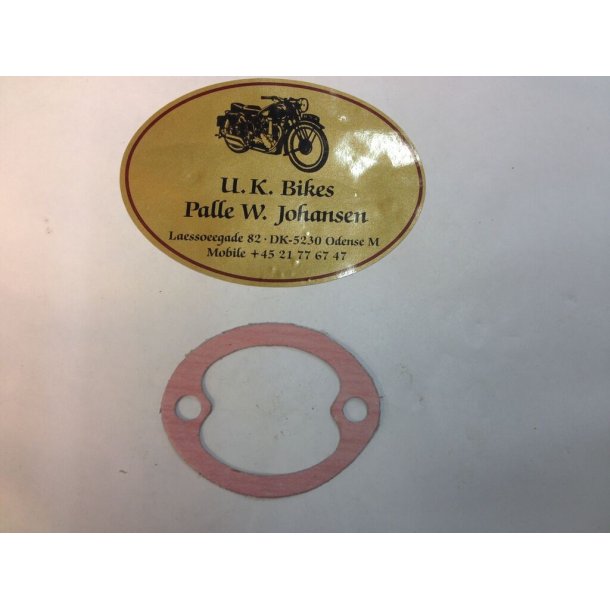 U. K. Bikes
Palle W. Johansen
Laessoeegade 82 · DK-5230 Odense M
Mobile +45 21 77 67 47